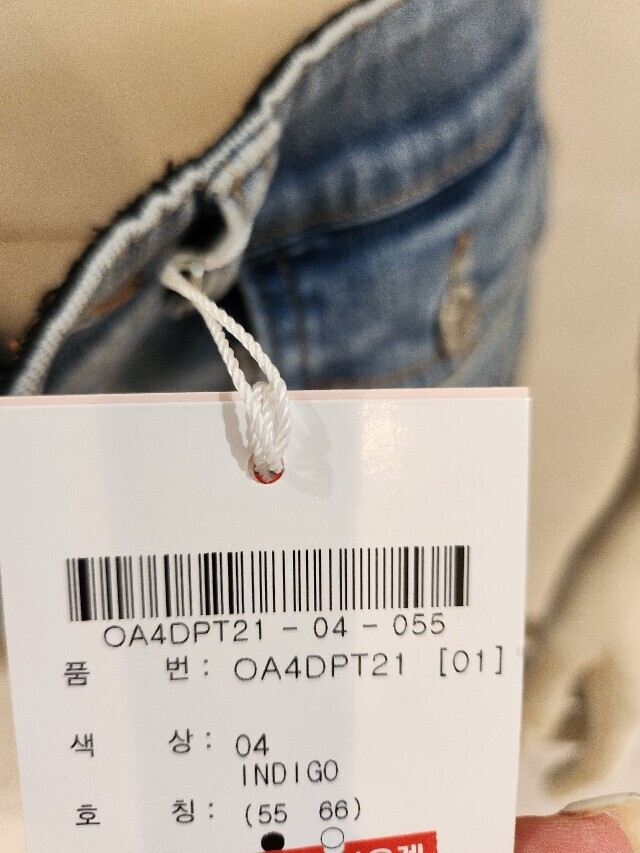 OA4DPT21 - 04 - 055
품 번 : OA4DPT21 [01]
색 상 : 04
INDIGO
호 칭 : (55 66)